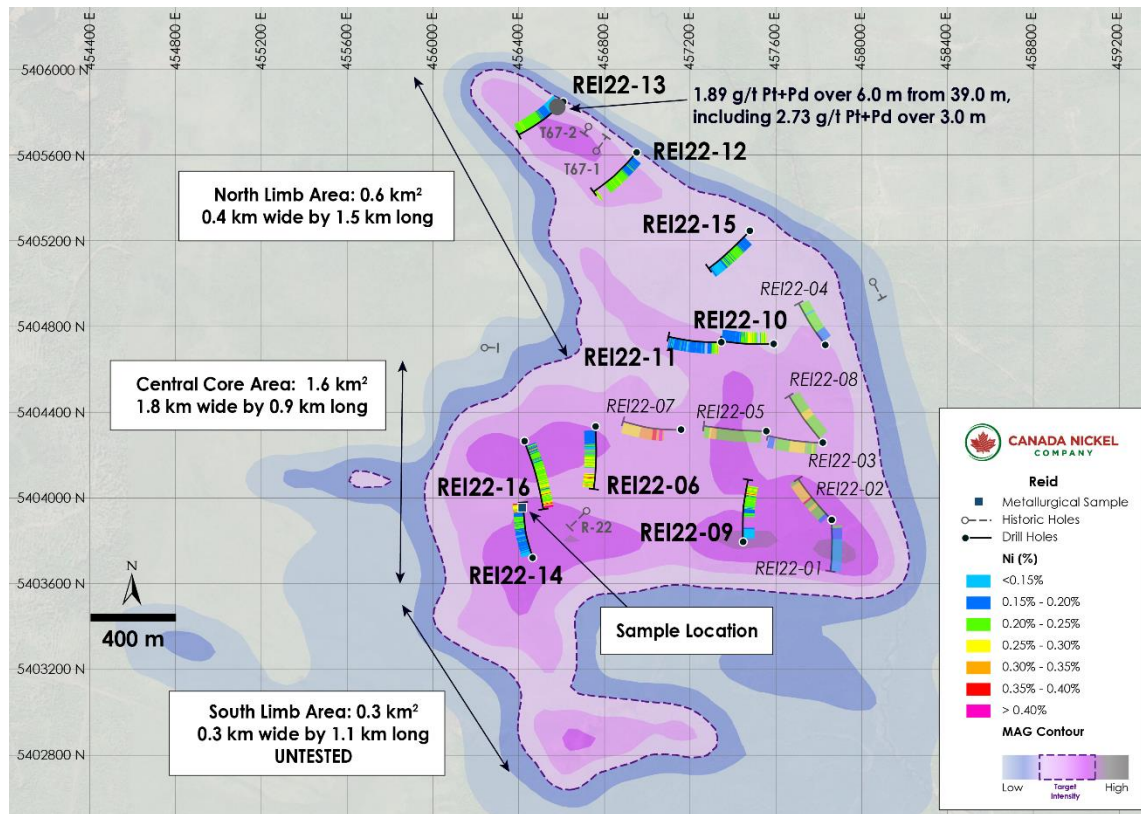 454400 E
454800 E
455200 E
455600 E
456000 E
456400 E
456800 E
457200 E
457600 E
458000 E
458400 E
458800 E
459200 E
5406000 N
5405600 N
5405200 N
5404800 N
5404400 N
5404000 N
5403600 N
5403200 N
5402800 N
REI22-13
1.89 g/t Pt+Pd over 6.0 m from 39.0 m,
including 2.73 g/t Pt+Pd over 3.0 m
T67-2
T67-1
REI22-12
North Limb Area: 0.6 km²
0.4 km wide by 1.5 km long
REI22-15
REI22-04
REI22-10
REI22-11
Central Core Area: 1.6 km²
1.8 km wide by 0.9 km long
REI22-08
REI22-07
REI22-05
REI22-03
REI22-16
REI22-06
REI22-02
R-22
REI22-09
REI22-14
REI22-01
N
400 m
Sample Location
South Limb Area: 0.3 km²
0.3 km wide by 1.1 km long
UNTESTED
CANADA NICKEL
COMPANY
Reid
Metallurgical Sample
Historic Holes
Drill Holes
Ni (%)
<0.15%
0.15% - 0.20%
0.20% - 0.25%
0.25% - 0.30%
0.30% - 0.35%
0.35% - 0.40%
> 0.40%
MAG Contour
Low
Target
Intensity
High